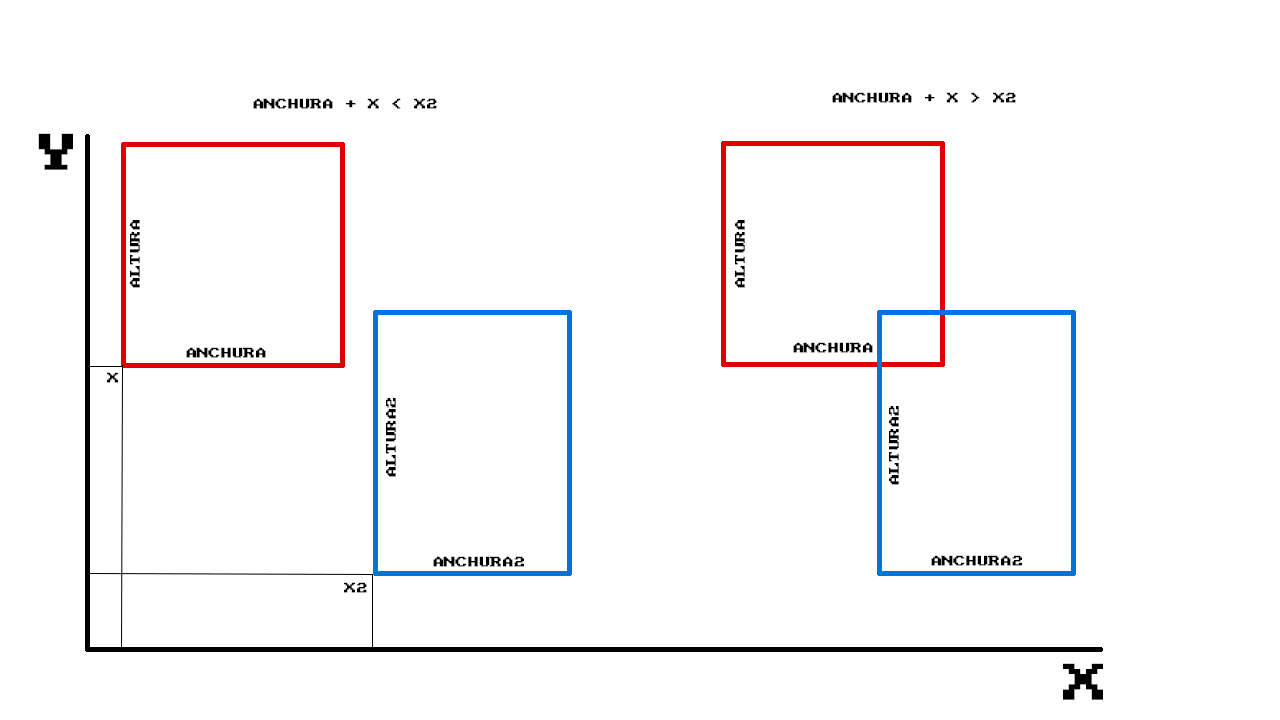 ANCHURA + X < X2
ANCHURA + X > X2
Y
ALTURA
ANCHURA
X
ALTURA2
ANCHURA2
X2
ALTURA
ANCHURA
ALTURA2
ANCHURA2
X